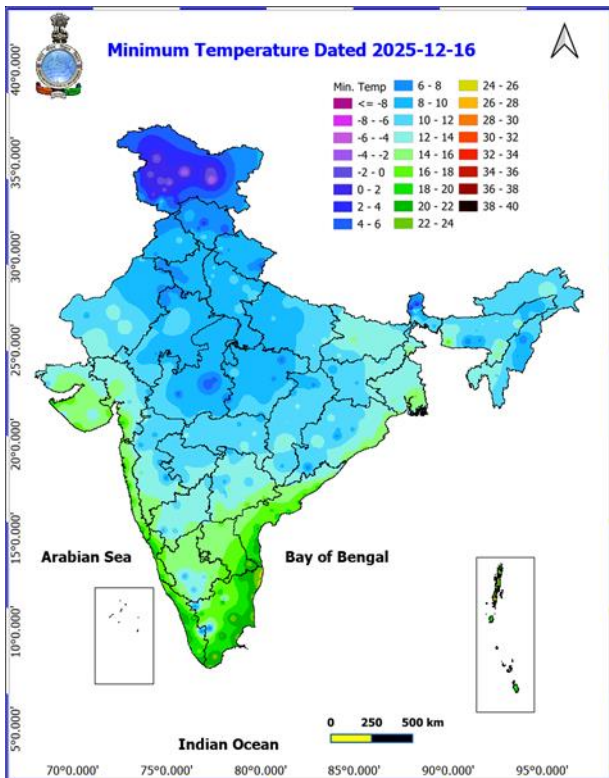 Minimum Temperature Dated 2025-12-16
Min. Temp
<= -8
-8 - -6
-6 - -4
-4 - -2
-2 - 0
0 - 2
2 - 4
4 - 6
6 - 8
8 - 10
10 - 12
12 - 14
14 - 16
16 - 18
18 - 20
20 - 22
22 - 24
24 - 26
26 - 28
28 - 30
30 - 32
32 - 34
34 - 36
36 - 38
38 - 40
40°0.000'
35°0.000'
30°0.000'
25°0.000'
20°0.000'
15°0.000'
10°0.000'
5°0.000'
Arabian Sea
Bay of Bengal
0 250 500 km
Indian Ocean
70°0.000' 75°0.000' 80°0.000' 85°0.000' 90°0.000' 95°0.000'